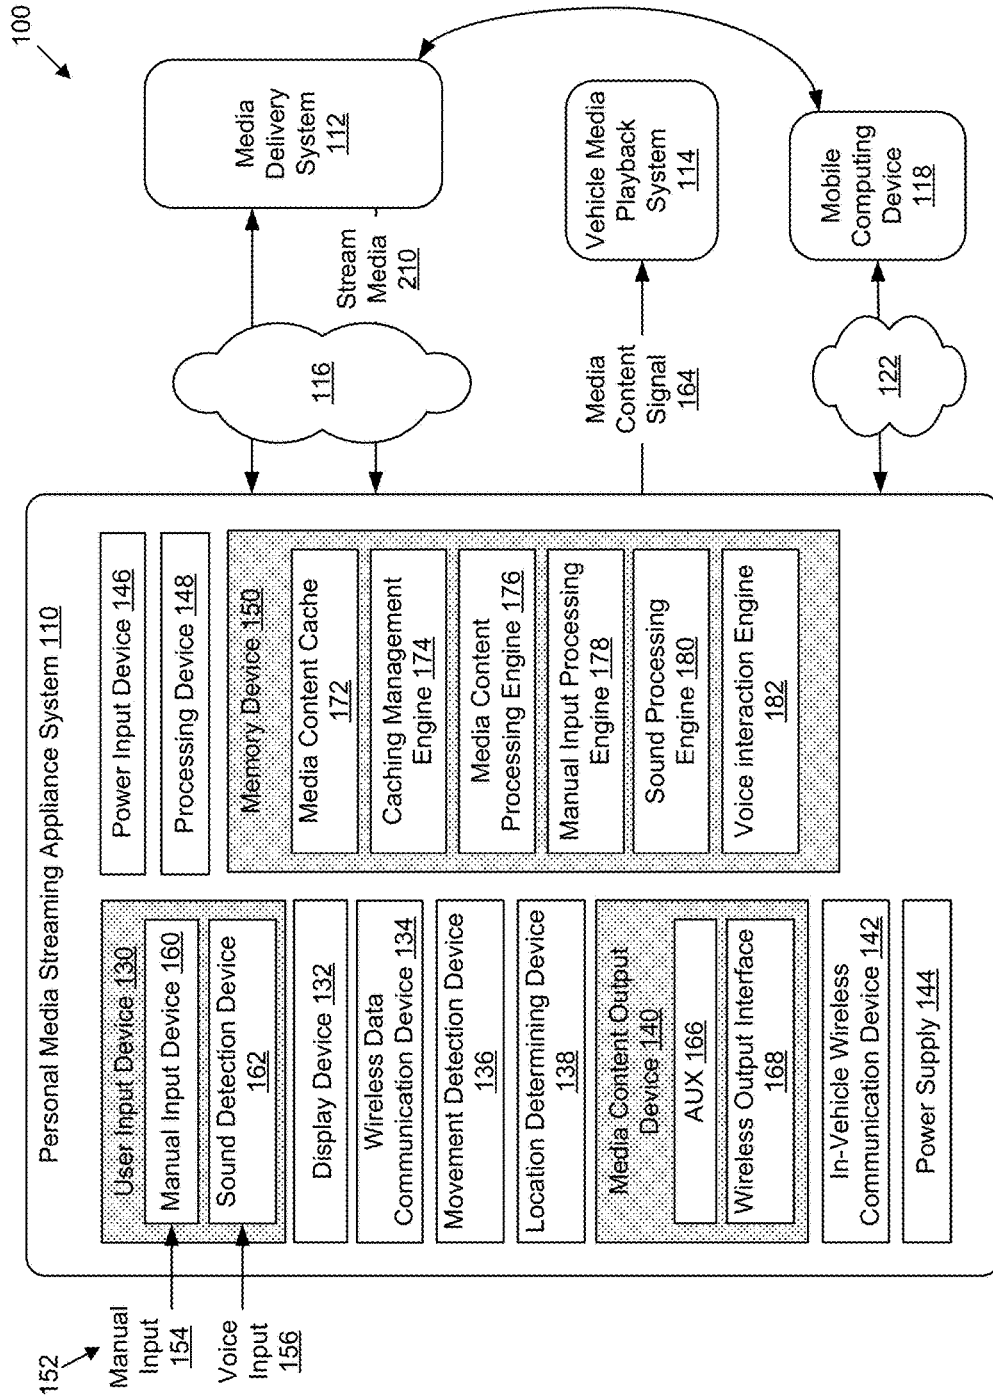 100
Personal Media Streaming Appliance System 110
152
Manual
Input
154
Voice
Input
156
User Input Device 130
Manual Input Device 160
Sound Detection Device
162
Display Device 132
Wireless Data
Communication Device 134
Movement Detection Device
136
Location Determining Device
138
Media Content Output
Device 140
AUX 166
Wireless Output Interface
168
In-Vehicle Wireless
Communication Device 142
Power Supply 144
Power Input Device 146
Processing Device 148
Memory Device 150
Media Content Cache
172
Caching Management
Engine 174
Media Content
Processing Engine 176
Manual Input Processing
Engine 178
Sound Processing
Engine 180
Voice interaction Engine
182
116
Stream
Media
210
Media
Content
Signal
164
122
Media
Delivery
System
112
Vehicle Media
Playback
System
114
Mobile
Computing
Device
118